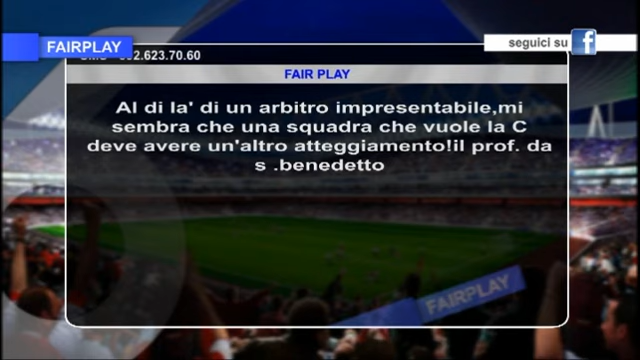 FAIRPLAY
seguici su f
FAIR PLAY
Al di la' di un arbitro impresentabile,mi
sembra che una squadra che vuole la C
deve avere un'altro atteggiamento!il prof. da
s .benedetto
FAIRPLAY